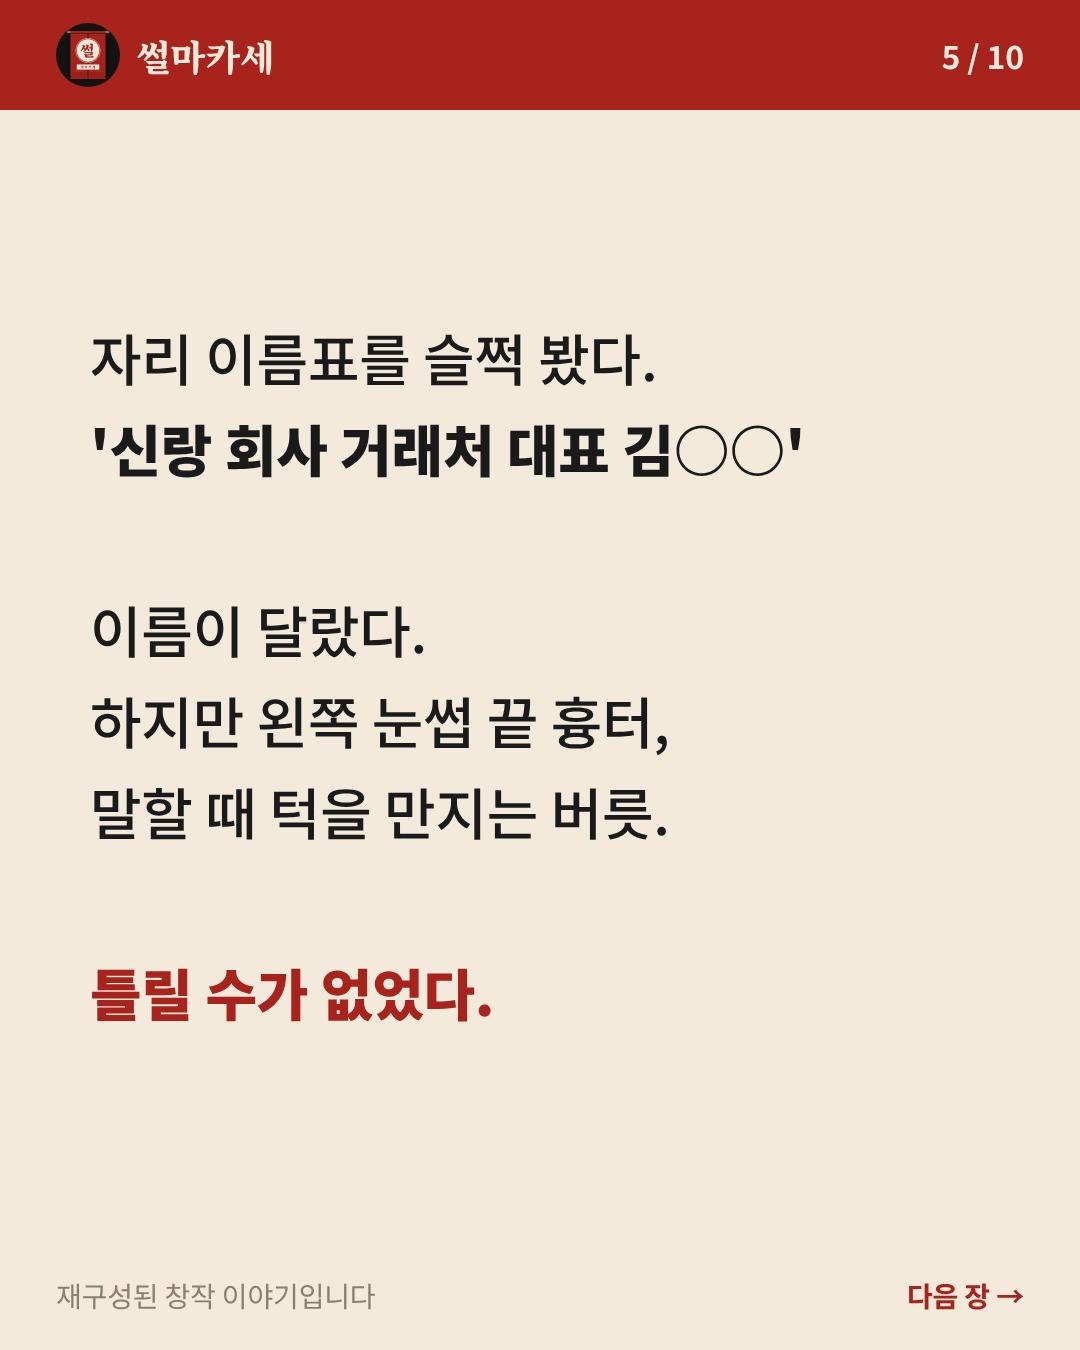 썰
썰마카세
5 / 10
자리 이름표를 슬쩍 봤다.
'신랑 회사 거래처 대표 김○○'
이름이 달랐다.
하지만 왼쪽 눈썹 끝 흉터,
말할 때 턱을 만지는 버릇.
틀릴 수가 없었다.
재구성된 창작 이야기입니다
다음 장 →